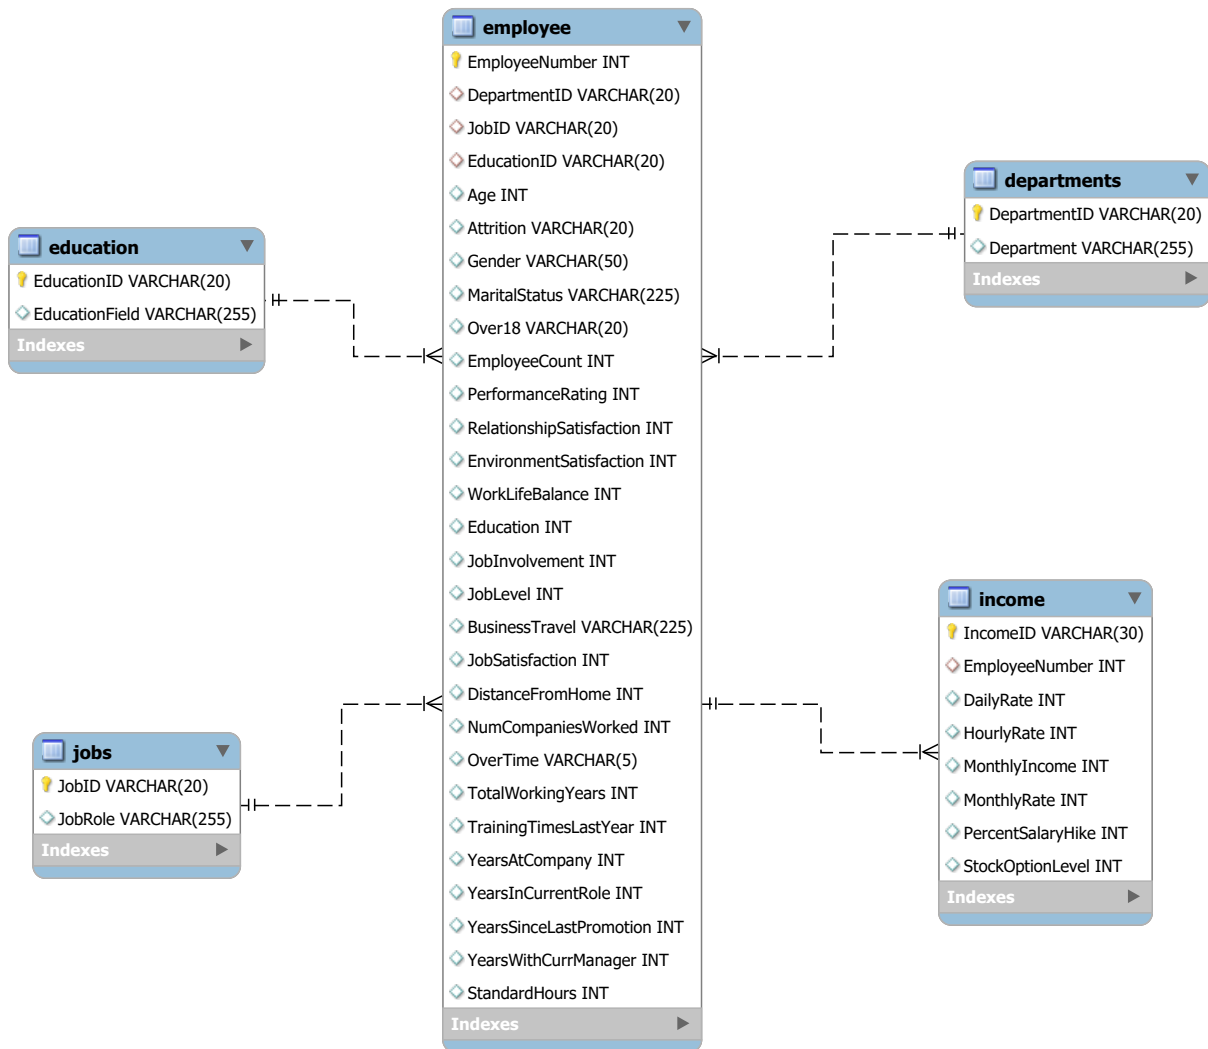 employee
EmployeeNumber INT
DepartmentID VARCHAR(20)
JobID VARCHAR(20)
EducationID VARCHAR(20)
Age INT
Attrition VARCHAR(20)
Gender VARCHAR(50)
MaritalStatus VARCHAR(225)
Over18 VARCHAR(20)
EmployeeCount INT
PerformanceRating INT
RelationshipSatisfaction INT
EnvironmentSatisfaction INT
WorkLifeBalance INT
Education INT
JobInvolvement INT
JobLevel INT
BusinessTravel VARCHAR(225)
JobSatisfaction INT
DistanceFromHome INT
NumCompaniesWorked INT
OverTime VARCHAR(5)
TotalWorkingYears INT
TrainingTimesLastYear INT
YearsAtCompany INT
YearsInCurrentRole INT
YearsSinceLastPromotion INT
YearsWithCurrManager INT
StandardHours INT
Indexes
education
EducationID VARCHAR(20)
EducationField VARCHAR(255)
Indexes
departments
DepartmentID VARCHAR(20)
Department VARCHAR(255)
Indexes
jobs
JobID VARCHAR(20)
JobRole VARCHAR(255)
Indexes
income
IncomeID VARCHAR(30)
EmployeeNumber INT
DailyRate INT
HourlyRate INT
MonthlyIncome INT
MonthlyRate INT
PercentSalaryHike INT
StockOptionLevel INT
Indexes